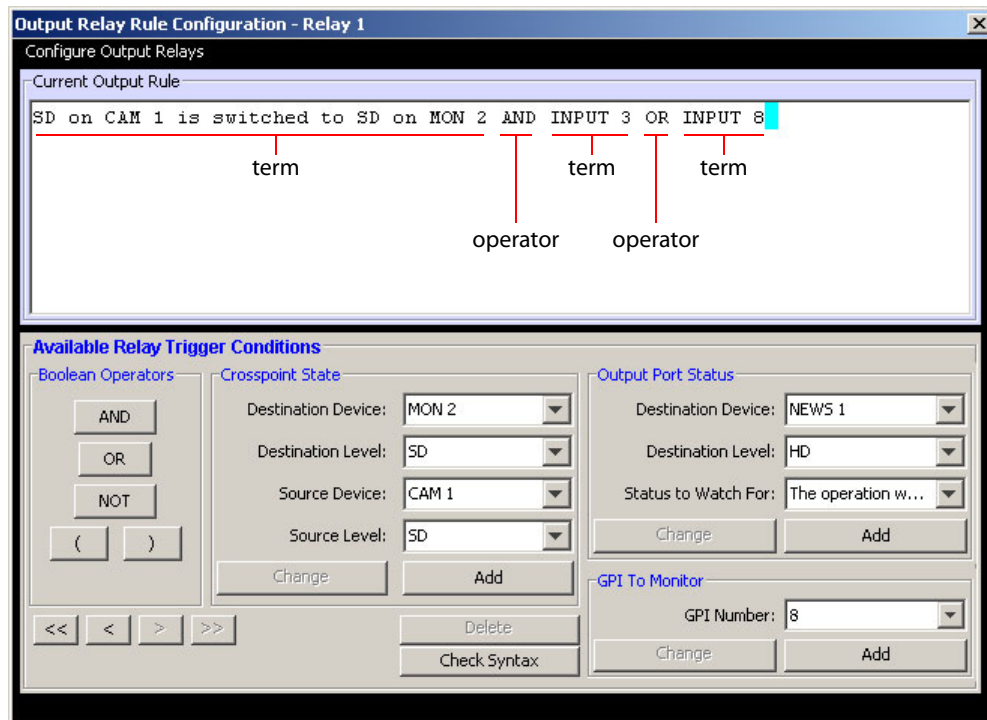 Output Relay Rule Configuration - Relay 1
Configure Output Relays
Current Output Rule
SD on CAM 1 is switched to SD on MON 2 AND INPUT 3 OR INPUT 8
term term term
operator operator
Available Relay Trigger Conditions
Boolean Operators
AND
OR
NOT
( )
Crosspoint State
Destination Device: MON 2
Destination Level: SD
Source Device: CAM 1
Source Level: SD
Change Add
Output Port Status
Destination Device: NEWS 1
Destination Level: HD
Status to Watch For: The operation w...
Change Add
GPI To Monitor
GPI Number: 8
Change Add
<< < > >>
Delete
Check Syntax